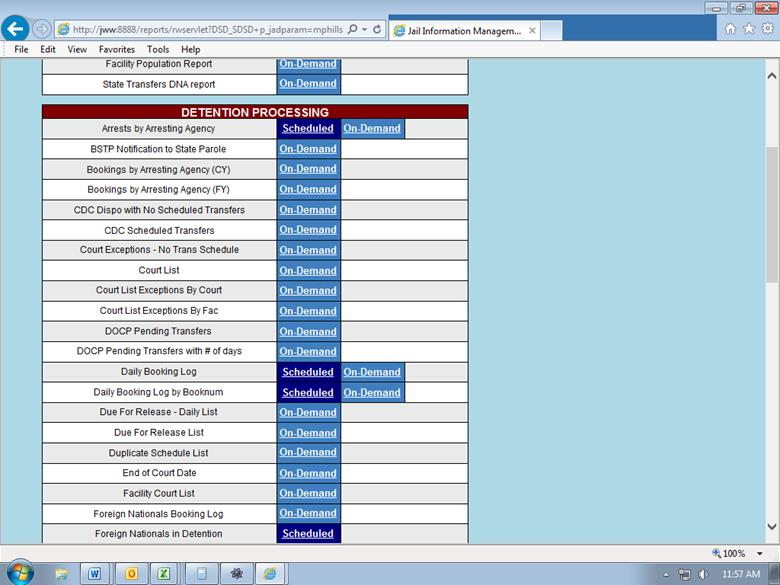 http://jww:8888/reports/rwservlet?DSD_SDSD+p_jadparam=mphills
Jail Information Managem...
File Edit View Favorites Tools Help
Facility Population Report On-Demand
State Transfers DNA report On-Demand
DETENTION PROCESSING
Arrests by Arresting Agency Scheduled On-Demand
BSTP Notification to State Parole On-Demand
Bookings by Arresting Agency (CY) On-Demand
Bookings by Arresting Agency (FY) On-Demand
CDC Dispo with No Scheduled Transfers On-Demand
CDC Scheduled Transfers On-Demand
Court Exceptions - No Trans Schedule On-Demand
Court List On-Demand
Court List Exceptions By Court On-Demand
Court List Exceptions By Fac On-Demand
DOCP Pending Transfers On-Demand
DOCP Pending Transfers with # of days On-Demand
Daily Booking Log Scheduled On-Demand
Daily Booking Log by Booknum Scheduled On-Demand
Due For Release - Daily List On-Demand
Due For Release List On-Demand
Duplicate Schedule List On-Demand
End of Court Date On-Demand
Facility Court List On-Demand
Foreign Nationals Booking Log On-Demand
Foreign Nationals in Detention Scheduled
100%
11:57 AM